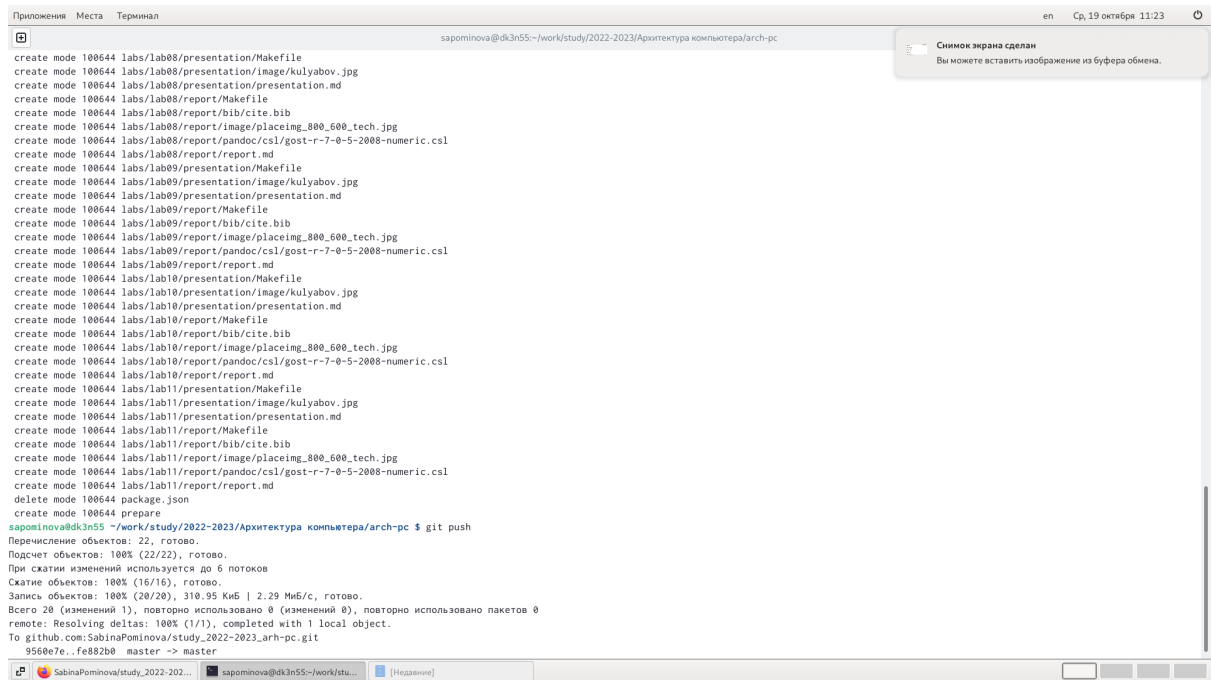 Приложения Места Терминал en Ср, 19 октября 11:23
sapominova@dk3n55:~/work/study/2022-2023/Архитектура компьютера/arch-pc
Снимок экрана сделан
Вы можете вставить изображение из буфера обмена.
create mode 100644 labs/lab08/presentation/Makefile
create mode 100644 labs/lab08/presentation/image/kulyabov.jpg
create mode 100644 labs/lab08/presentation/presentation.md
create mode 100644 labs/lab08/report/Makefile
create mode 100644 labs/lab08/report/bib/cite.bib
create mode 100644 labs/lab08/report/image/placeimg_800_600_tech.jpg
create mode 100644 labs/lab08/report/pandoc/csl/gost-r-7-0-5-2008-numeric.csl
create mode 100644 labs/lab08/report/report.md
create mode 100644 labs/lab09/presentation/Makefile
create mode 100644 labs/lab09/presentation/image/kulyabov.jpg
create mode 100644 labs/lab09/presentation/presentation.md
create mode 100644 labs/lab09/report/Makefile
create mode 100644 labs/lab09/report/bib/cite.bib
create mode 100644 labs/lab09/report/image/placeimg_800_600_tech.jpg
create mode 100644 labs/lab09/report/pandoc/csl/gost-r-7-0-5-2008-numeric.csl
create mode 100644 labs/lab09/report/report.md
create mode 100644 labs/lab10/presentation/Makefile
create mode 100644 labs/lab10/presentation/image/kulyabov.jpg
create mode 100644 labs/lab10/presentation/presentation.md
create mode 100644 labs/lab10/report/Makefile
create mode 100644 labs/lab10/report/bib/cite.bib
create mode 100644 labs/lab10/report/image/placeimg_800_600_tech.jpg
create mode 100644 labs/lab10/report/pandoc/csl/gost-r-7-0-5-2008-numeric.csl
create mode 100644 labs/lab10/report/report.md
create mode 100644 labs/lab11/presentation/Makefile
create mode 100644 labs/lab11/presentation/image/kulyabov.jpg
create mode 100644 labs/lab11/presentation/presentation.md
create mode 100644 labs/lab11/report/Makefile
create mode 100644 labs/lab11/report/bib/cite.bib
create mode 100644 labs/lab11/report/image/placeimg_800_600_tech.jpg
create mode 100644 labs/lab11/report/pandoc/csl/gost-r-7-0-5-2008-numeric.csl
create mode 100644 labs/lab11/report/report.md
delete mode 100644 package.json
create mode 100644 prepare
sapominova@dk3n55 ~/work/study/2022-2023/Архитектура компьютера/arch-pc $ git push
Перечисление объектов: 22, готово.
Подсчет объектов: 100% (22/22), готово.
При сжатии изменений используется до 6 потоков
Сжатие объектов: 100% (16/16), готово.
Запись объектов: 100% (20/20), 310.95 КиБ | 2.29 МиБ/с, готово.
Всего 20 (изменений 1), повторно использовано 0 (изменений 0), повторно использовано пакетов 0
remote: Resolving deltas: 100% (1/1), completed with 1 local object.
To github.com:SabinaPominova/study_2022-2023_arh-pc.git
9560e7e..fe882b0 master -> master
SabinaPominova/study_2022-202... sapominova@dk3n55:~/work/stu... [Недавние]